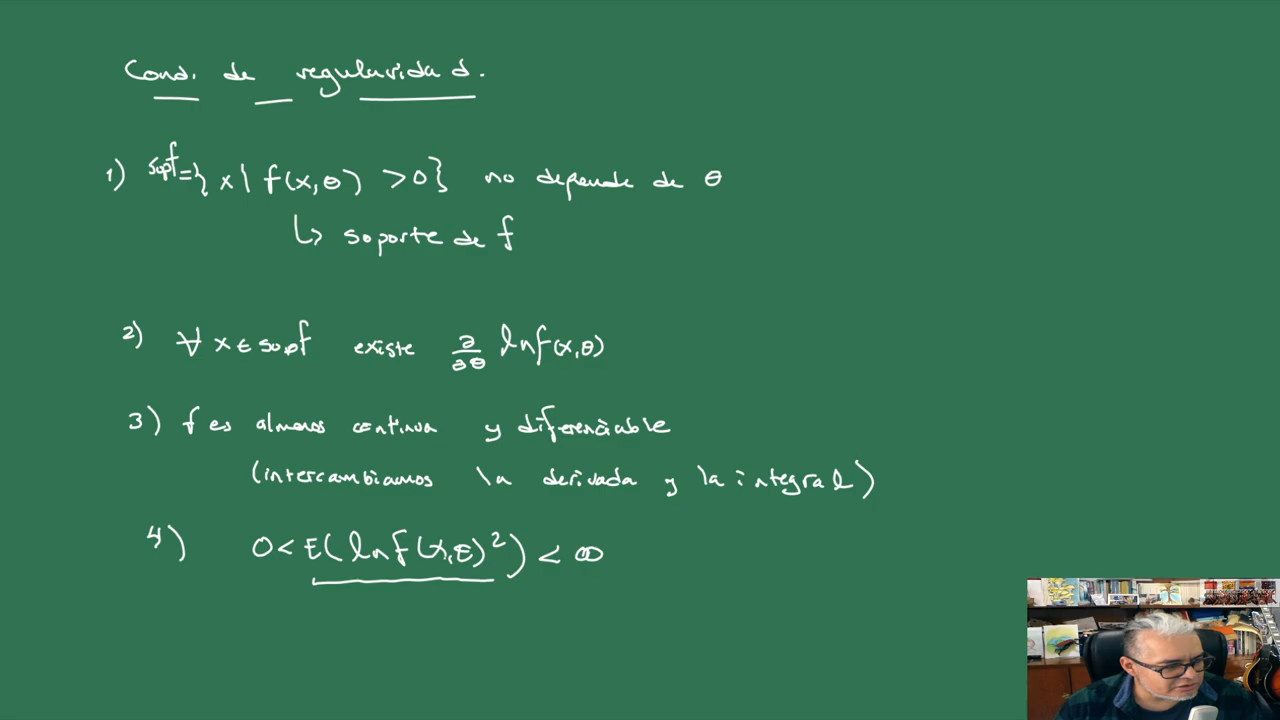 Cond. de regularidad.
1) sopf = { x | f(x, θ) > 0 } no depende de θ
↳ soporte de f
2) ∀ x ∈ sopf existe ∂/∂θ ln f(x, θ)
3) f es almenos continua y diferenciable
(intercambiamos la derivada y la integral)
4) 0 < E( ln f(x, E)² ) < ∞